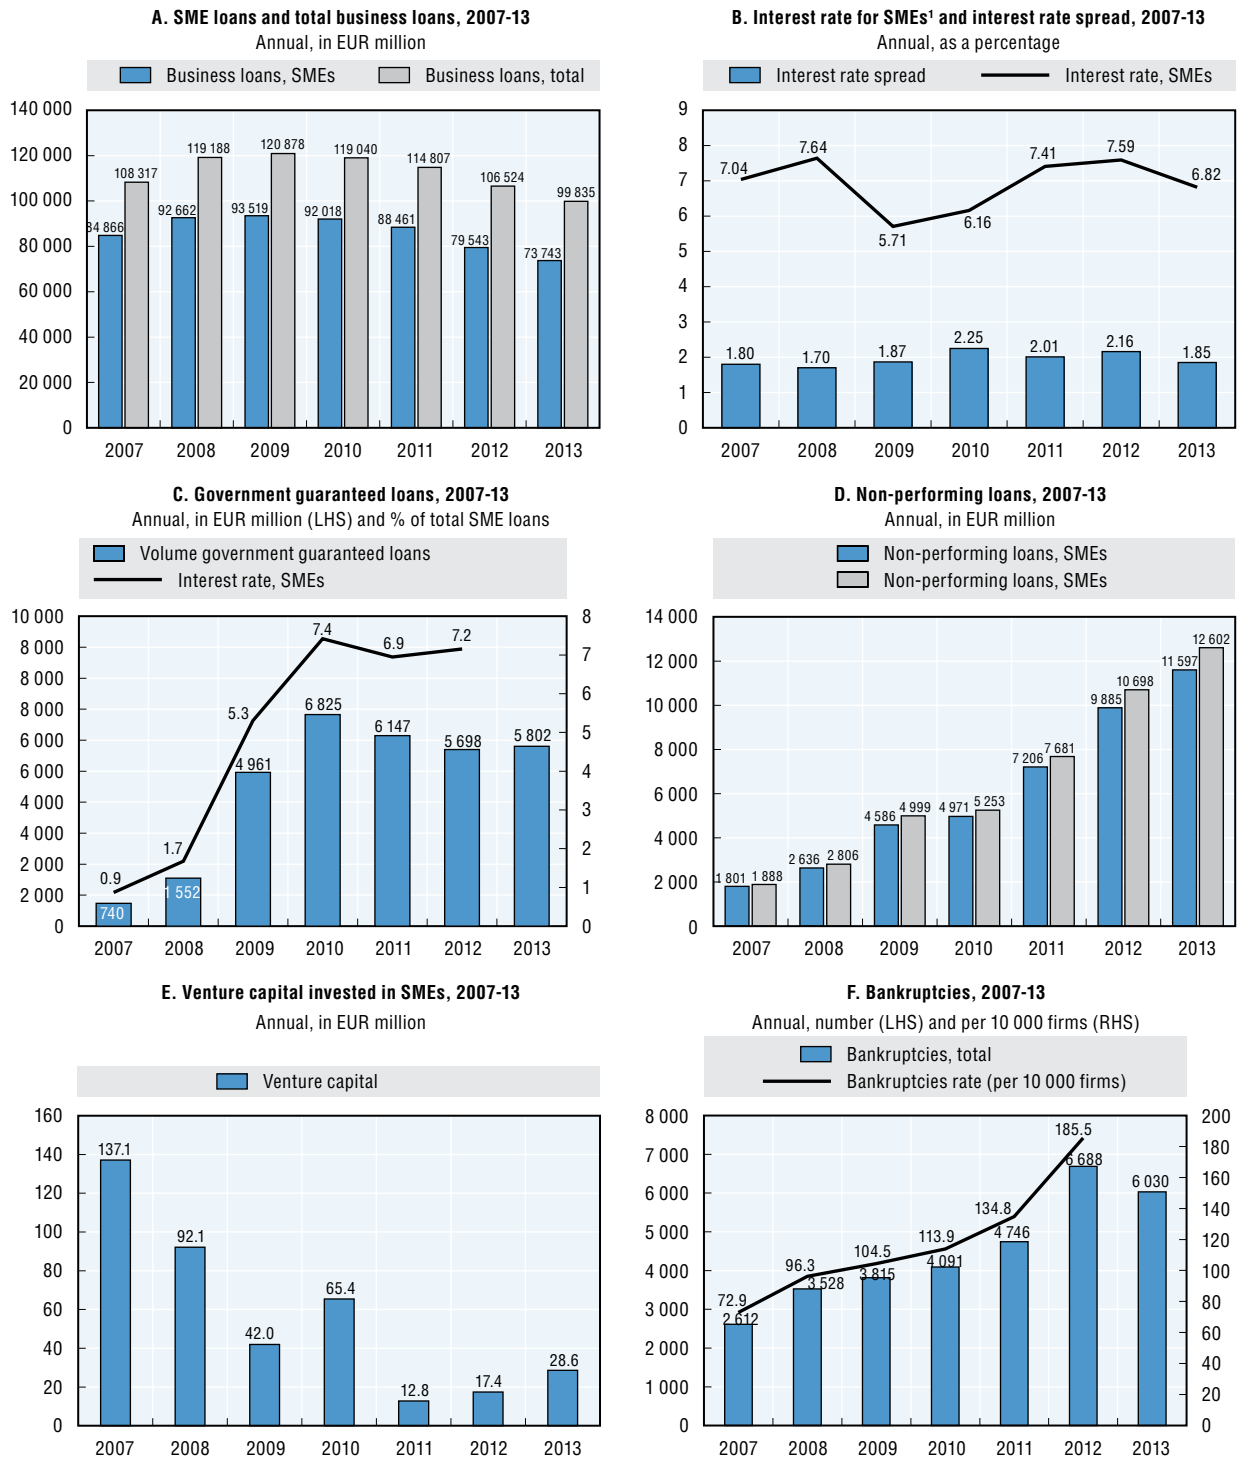 A. SME loans and total business loans, 2007-13
Annual, in EUR million
Business loans, SMEs Business loans, total
140 000
120 000
100 000
80 000
60 000
40 000
20 000
0
84 866 108 317 92 662 119 188 93 519 120 878 92 018 119 040 88 461 114 807 79 543 106 524 73 743 99 835
2007 2008 2009 2010 2011 2012 2013
B. Interest rate for SMEs¹ and interest rate spread, 2007-13
Annual, as a percentage
Interest rate spread Interest rate, SMEs
9
8
7
6
5
4
3
2
1
0
7.04 7.64 5.71 6.16 7.41 7.59 6.82
1.80 1.70 1.87 2.25 2.01 2.16 1.85
2007 2008 2009 2010 2011 2012 2013
C. Government guaranteed loans, 2007-13
Annual, in EUR million (LHS) and % of total SME loans
Volume government guaranteed loans
Interest rate, SMEs
10 000
8 000
8 000
8 000
6 000
6 000
4 000
4 000
2 000
2 000
0
8
7
6
5
4
3
2
1
0
0.9 1.7 5.3 7.4 6.9 7.2
740 1 552 4 961 6 825 6 147 5 698 5 802
2007 2008 2009 2010 2011 2012 2013
D. Non-performing loans, 2007-13
Annual, in EUR million
Non-performing loans, SMEs
Non-performing loans, SMEs
14 000
12 000
10 000
8 000
6 000
4 000
2 000
0
1 801 1 888 2 636 2 806 4 586 4 999 4 971 5 253 7 206 7 681 9 885 10 698 11 597 12 602
2007 2008 2009 2010 2011 2012 2013
E. Venture capital invested in SMEs, 2007-13
Annual, in EUR million
Venture capital
160
140
120
100
80
60
40
20
0
137.1 92.1 42.0 65.4 12.8 17.4 28.6
2007 2008 2009 2010 2011 2012 2013
F. Bankruptcies, 2007-13
Annual, number (LHS) and per 10 000 firms (RHS)
Bankruptcies, total
Bankruptcies rate (per 10 000 firms)
8 000
7 000
6 000
5 000
4 000
3 000
2 000
1 000
0
200
180
160
140
120
100
80
60
40
20
0
72.9 96.3 104.5 113.9 134.8 185.5
2 612 3 528 3 815 4 091 4 746 6 688 6 030
2007 2008 2009 2010 2011 2012 2013